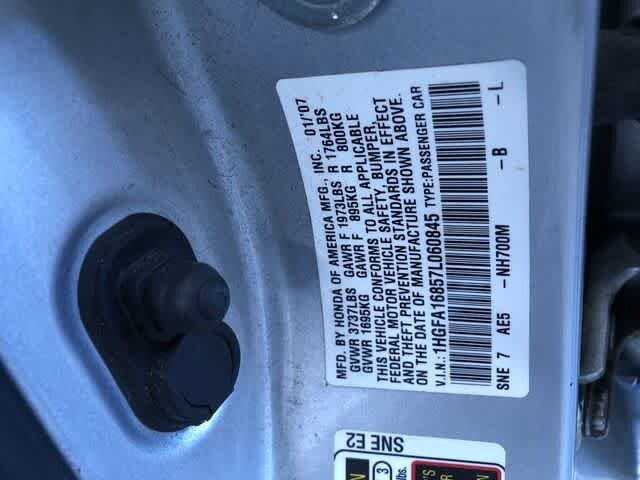 MFD. BY HONDA OF AMERICA MFG., INC. 01/'07
GVWR 3737LBS GAWR F 1973LBS R 1764LBS
GVWR 1695KG GAWR F 895KG R 800KG
THIS VEHICLE CONFORMS TO ALL APPLICABLE
FEDERAL MOTOR VEHICLE SAFETY, BUMPER,
AND THEFT PREVENTION STANDARDS IN EFFECT
ON THE DATE OF MANUFACTURE SHOWN ABOVE.
V.I.N.: 1HGFA16857L060845 TYPE:PASSENGER CAR
SNE 7 AE5 -NH700M -B -L
SNE E2
3
lbs.